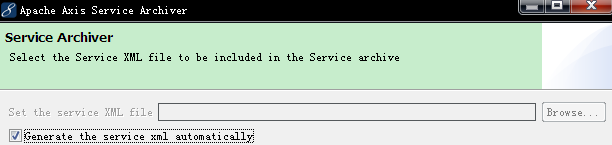 Apache Axis Service Archiver
Service Archiver
Select the Service XML file to be included in the Service archive
Set the service XML file
Browse...
Generate the service xml automatically